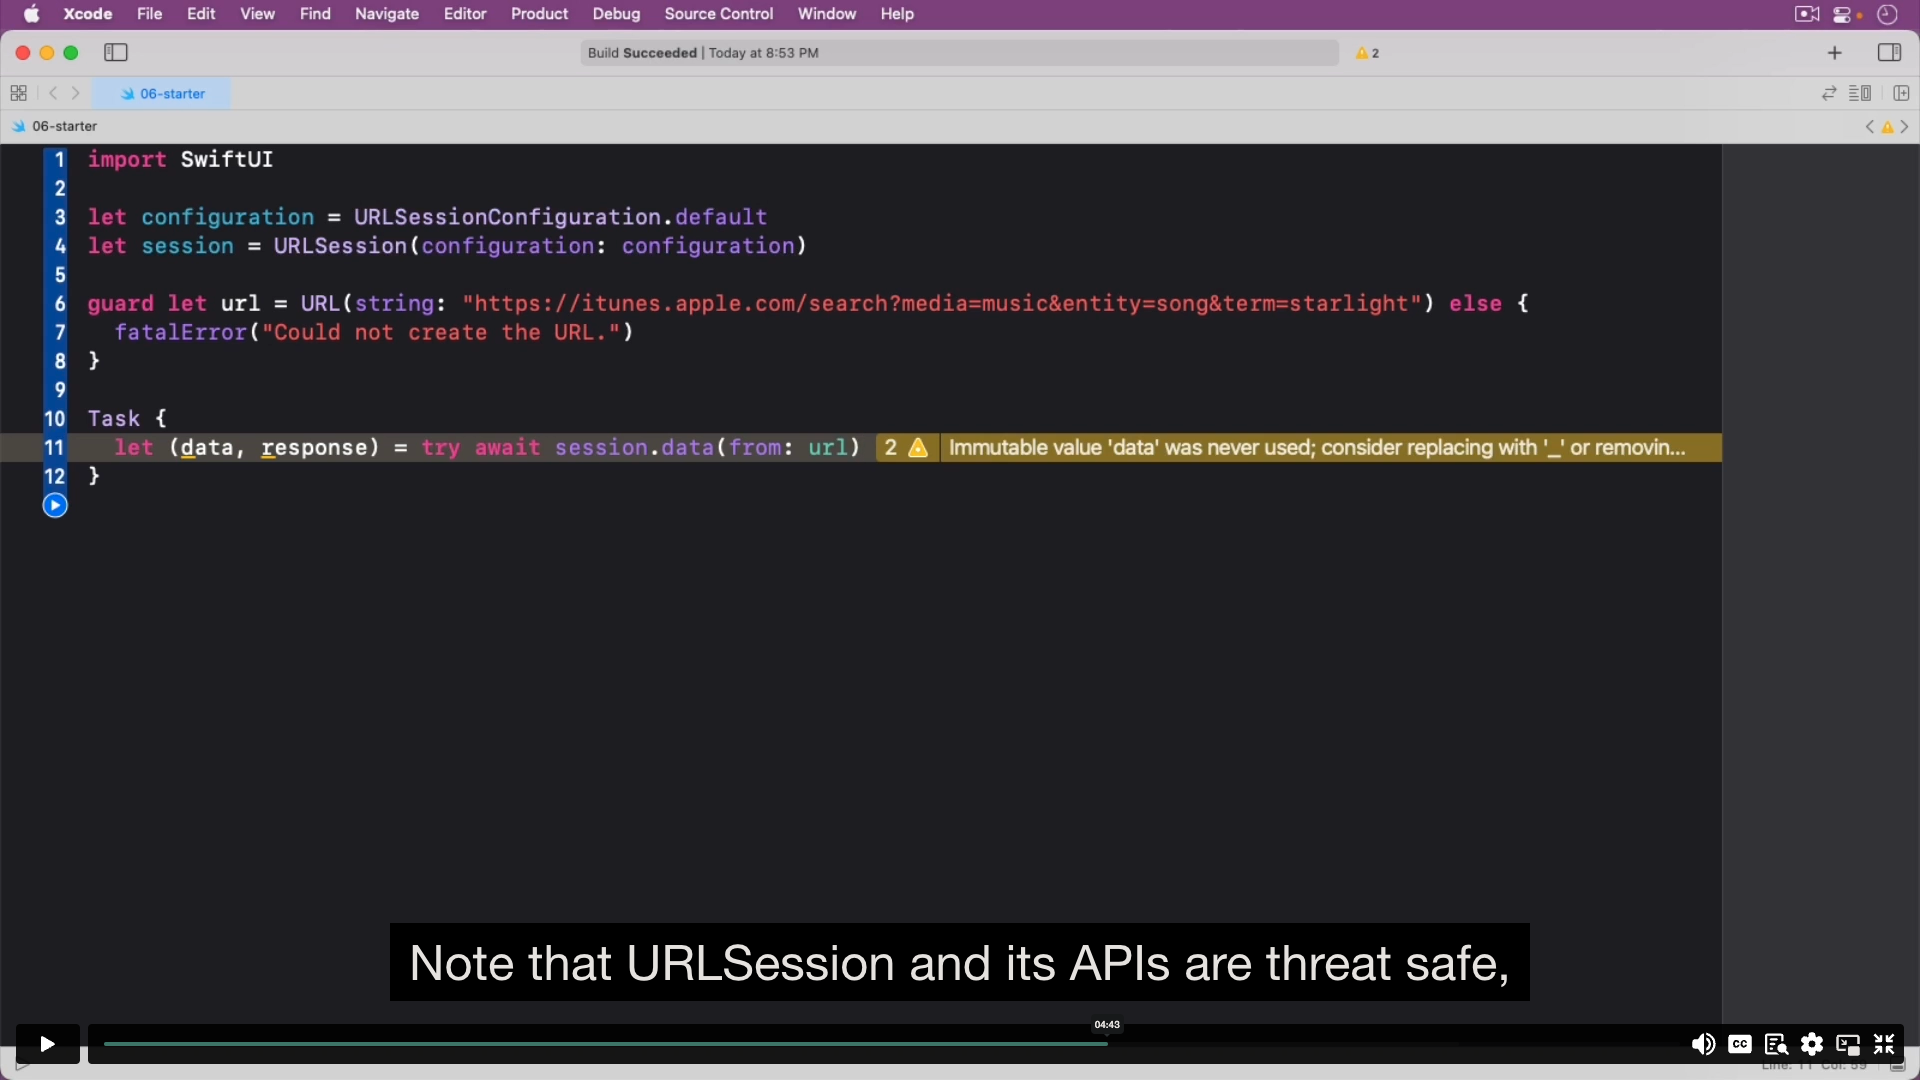 Xcode File Edit View Find Navigate Editor Product Debug Source Control Window Help
Build Succeeded | Today at 8:53 PM
2
06-starter
06-starter
1 import SwiftUI
2
3 let configuration = URLSessionConfiguration.default
4 let session = URLSession(configuration: configuration)
5
6 guard let url = URL(string: "https://itunes.apple.com/search?media=music&entity=song&term=starlight") else {
7 fatalError("Could not create the URL.")
8 }
9
10 Task {
11 let (data, response) = try await session.data(from: url) 2 Immutable value 'data' was never used; consider replacing with '_' or removin...
12 }
Note that URLSession and its APIs are threat safe,
04:43
CC
Line: 11 Col: 59